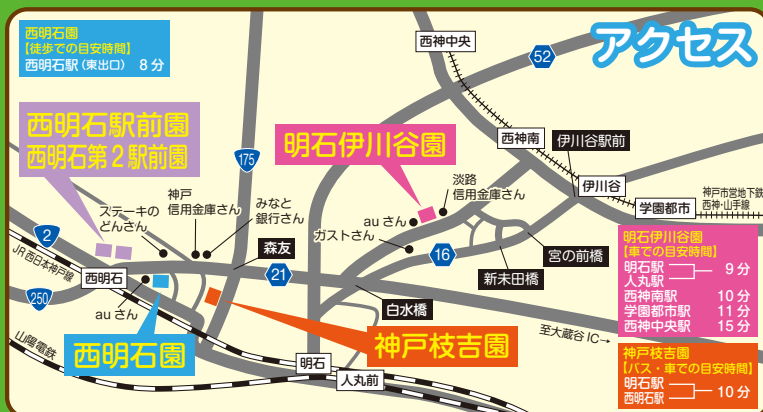 西明石園
【徒歩での目安時間】
西明石駅（東出口） 8分
アクセス
西神中央
52
西明石駅前園
西明石第2駅前園
明石伊川谷園
西神南
伊川谷駅前
175
ステーキの
どんさん
神戸
信用金庫さん
みなと
銀行さん
淡路
信用金庫さん
auさん
ガストさん
伊川谷
学園都市
神戸市営地下鉄
西神・山手線
2
JR西日本神戸線
西明石
250
auさん
森友
21
16
宮の前橋
新未田橋
白水橋
至大蔵谷IC→
山陽電鉄
西明石園
神戸枝吉園
明石
人丸前
明石伊川谷園
【車での目安時間】
明石駅
人丸駅
9分
西神南駅 10分
学園都市駅 11分
西神中央駅 15分
神戸枝吉園
【バス・車での目安時間】
明石駅
西明石駅
10分